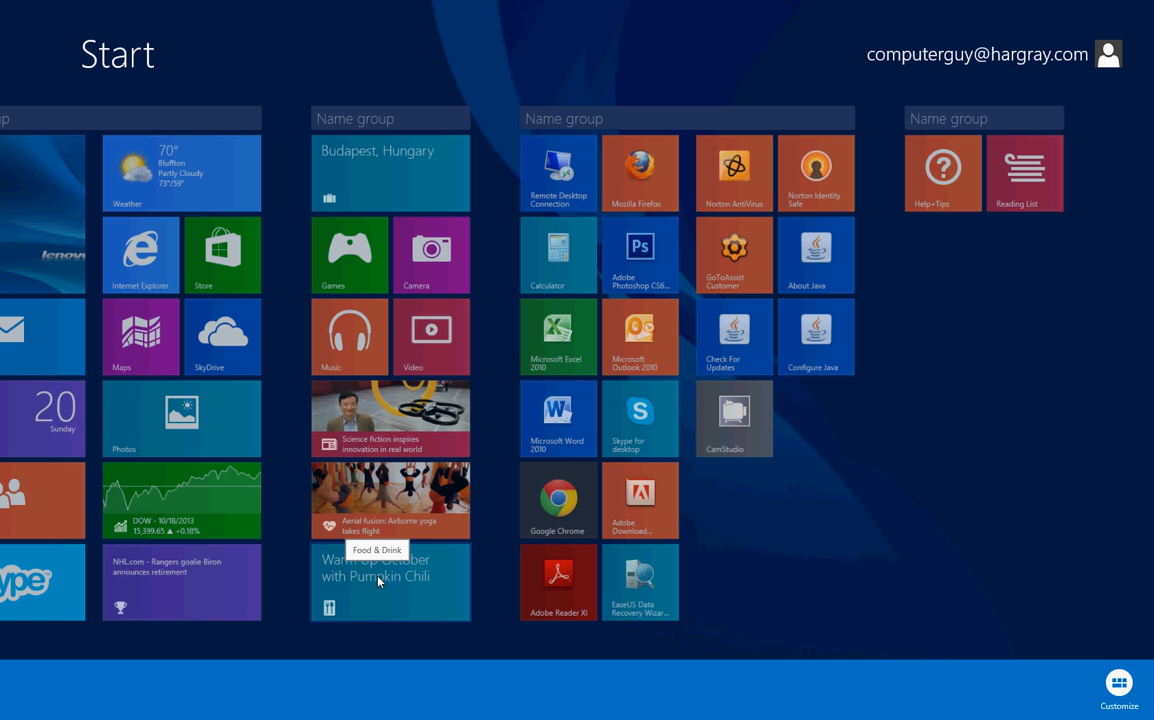 Start
computerguy@hargray.com
Name group
Name group
Name group
70°
Bluffton
Partly Cloudy
73°/59°
Weather
lenov
Internet Explorer
Store
Maps
SkyDrive
20
Sunday
Photos
DOW - 10/18/2013
15,399.65 ▲ +0.18%
ype
NHL.com - Rangers goalie Biron
announces retirement
Budapest, Hungary
Games
Camera
Music
Video
Science fiction inspires
innovation in real world
Aerial fusion: Airborne yoga
takes flight
Food & Drink
with Pumpkin Chili
Remote Desktop
Connection
Mozilla Firefox
Norton AntiVirus
Norton Identity
Safe
Calculator
Ps
Adobe
Photoshop CS6...
GoToAssist
Customer
About Java
Microsoft Excel
2010
Microsoft
Outlook 2010
Check For
Updates
Configure Java
Microsoft Word
2010
Skype for
desktop
CamStudio
Google Chrome
Adobe
Download...
Adobe Reader XI
EaseUS Data
Recovery Wizar...
Help+Tips
Reading List
Customize